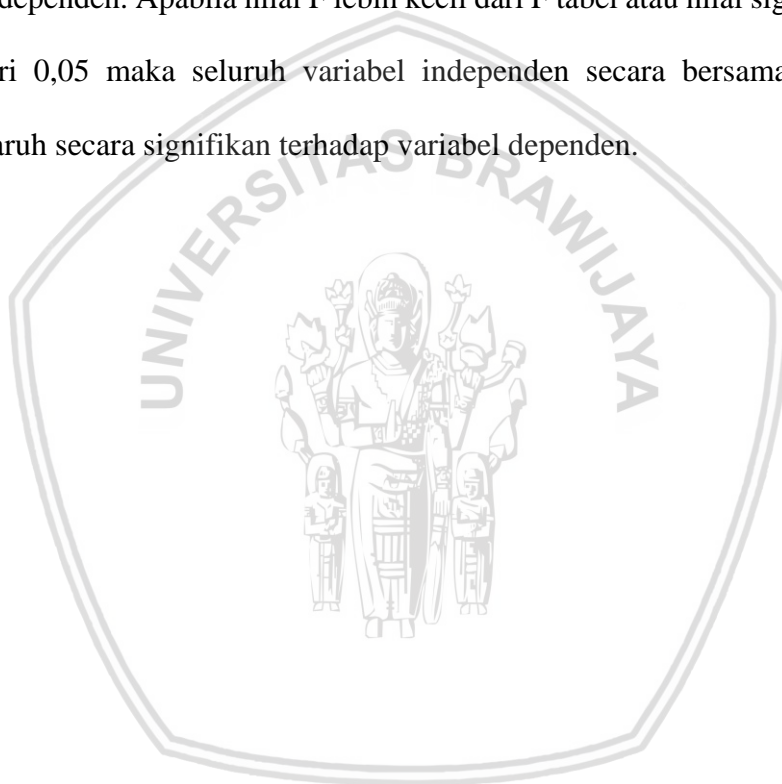 dependen. Apabila nilai F lebih kecil dari F tabel atau nilai sig
ri 0,05 maka seluruh variabel independen secara bersama
aruh secara signifikan terhadap variabel dependen.
UNIVERSITAS BRAWIJAYA